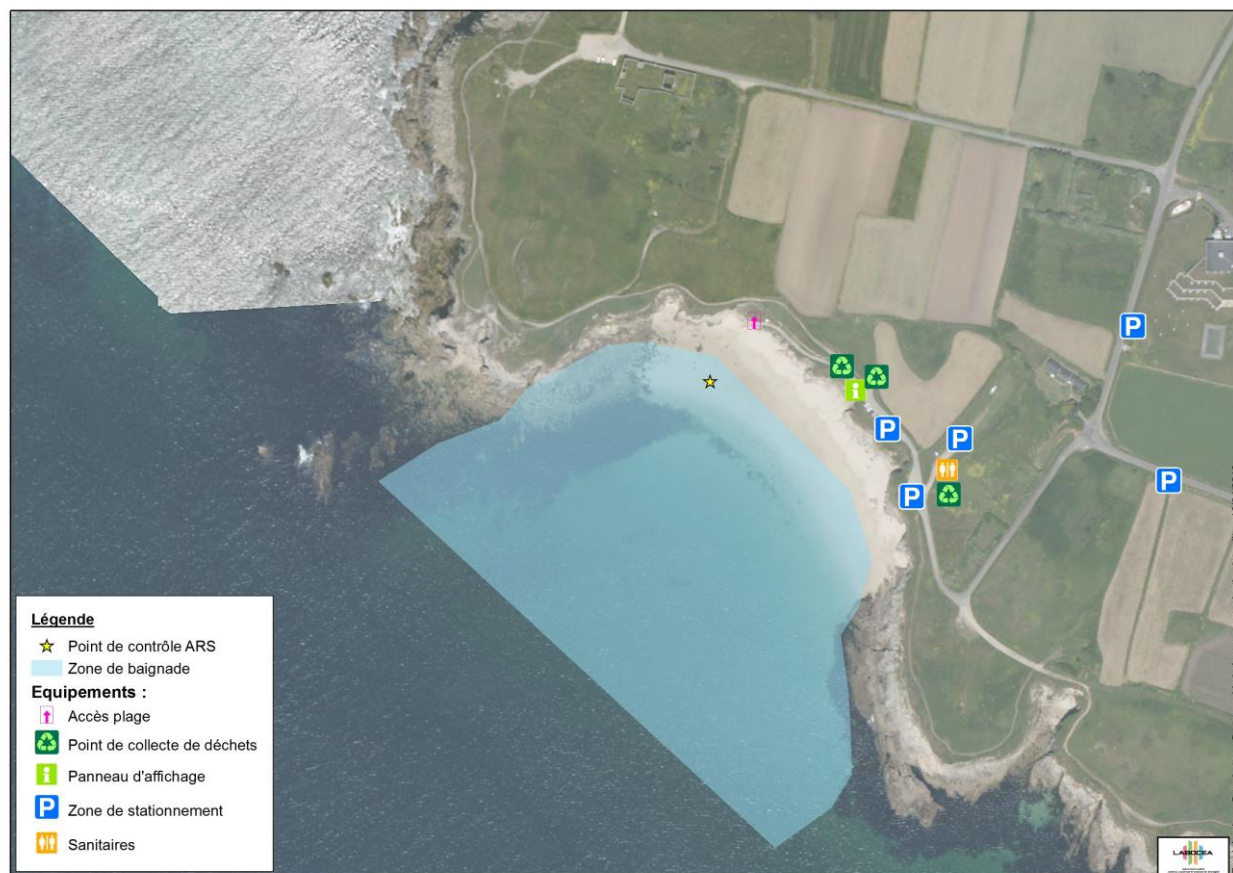 P
i
P
P
P
P
Légende
Point de contrôle ARS
Zone de baignade
Equipements :
Accès plage
Point de collecte de déchets
i Panneau d'affichage
P Zone de stationnement
Sanitaires
LABOCEA